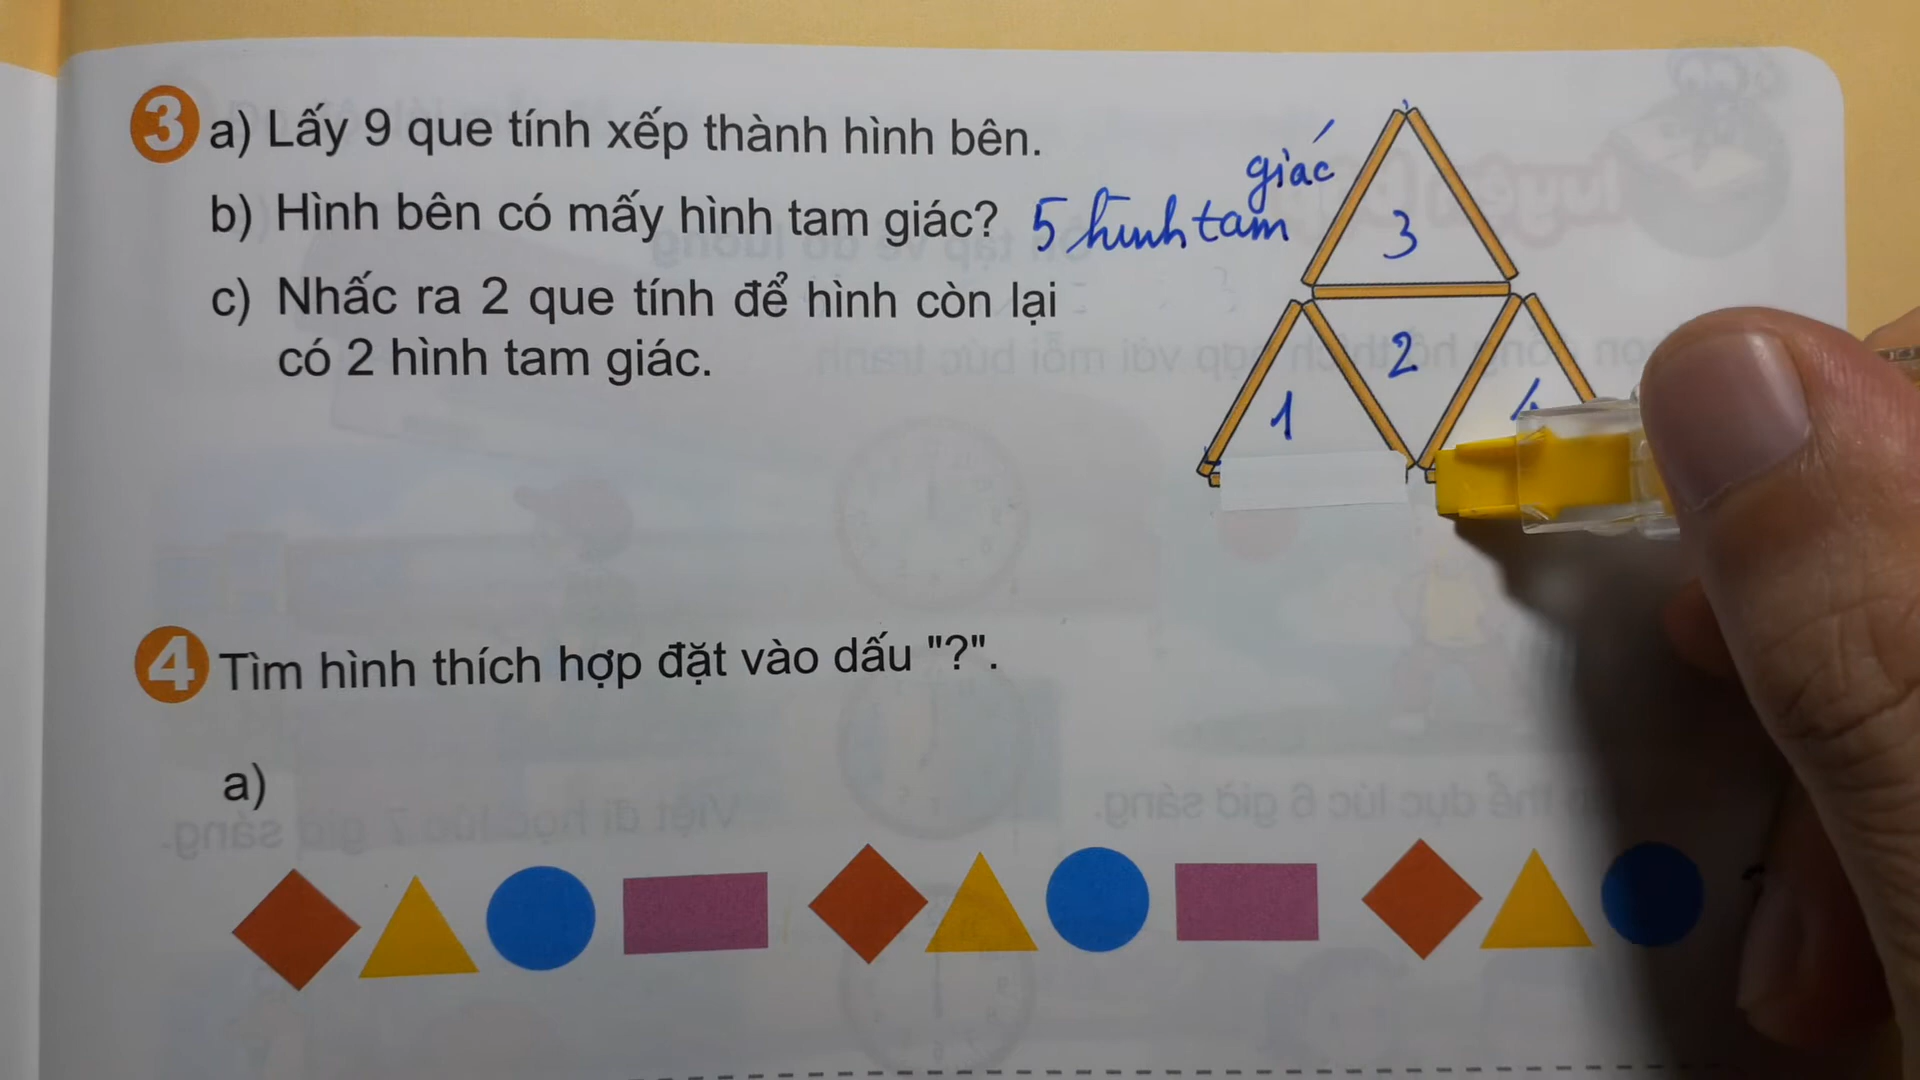 3 a) Lấy 9 que tính xếp thành hình bên.
b) Hình bên có mấy hình tam giác? 5 hình tam giác
c) Nhấc ra 2 que tính để hình còn lại
có 2 hình tam giác.
3
2
1
4 Tìm hình thích hợp đặt vào dấu "?".
a)